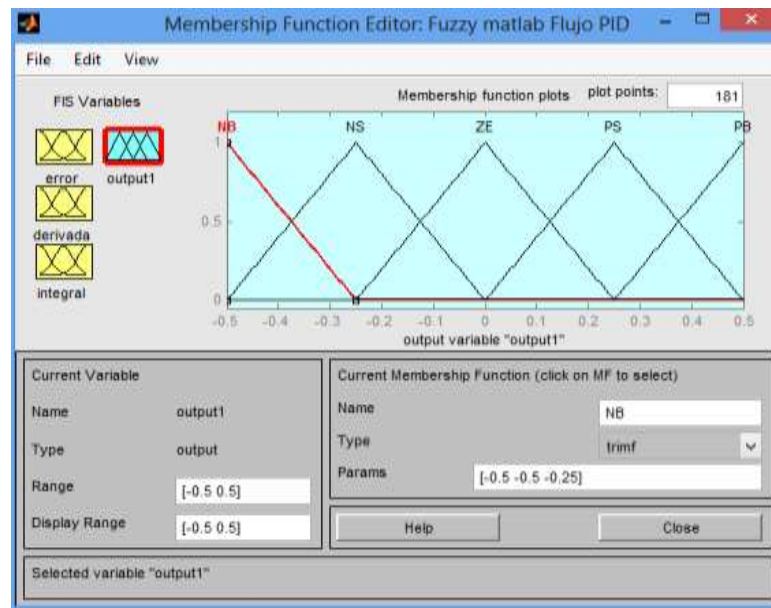 Membership Function Editor: Fuzzy matlab Flujo PID
File Edit View
FIS Variables
Membership function plots plot points: 181
error output1
derivada
integral
NB NS ZE PS PB
1
0.5
0
-0.5 -0.4 -0.3 -0.2 -0.1 0 0.1 0.2 0.3 0.4 0.5
output variable "output1"
Current Variable
Name output1
Type output
Range [-0.5 0.5]
Display Range [-0.5 0.5]
Current Membership Function (click on MF to select)
Name NB
Type trimf
Params [-0.5 -0.5 -0.25]
Help Close
Selected variable "output1"